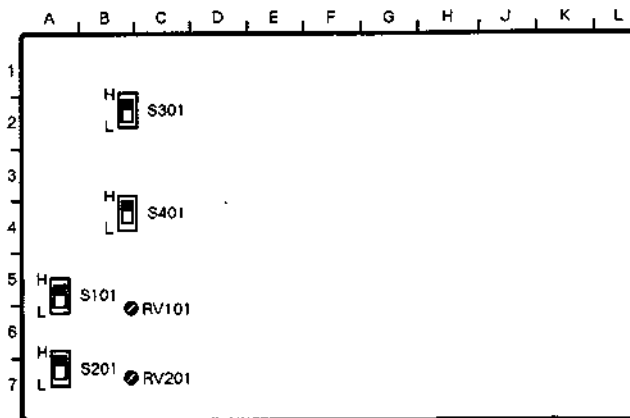 A B C D E F G H J K L
1
H
S301
2
L
3
H
S401
4
L
5
H
S101
L
RV101
6
H
S201
RV201
7
L